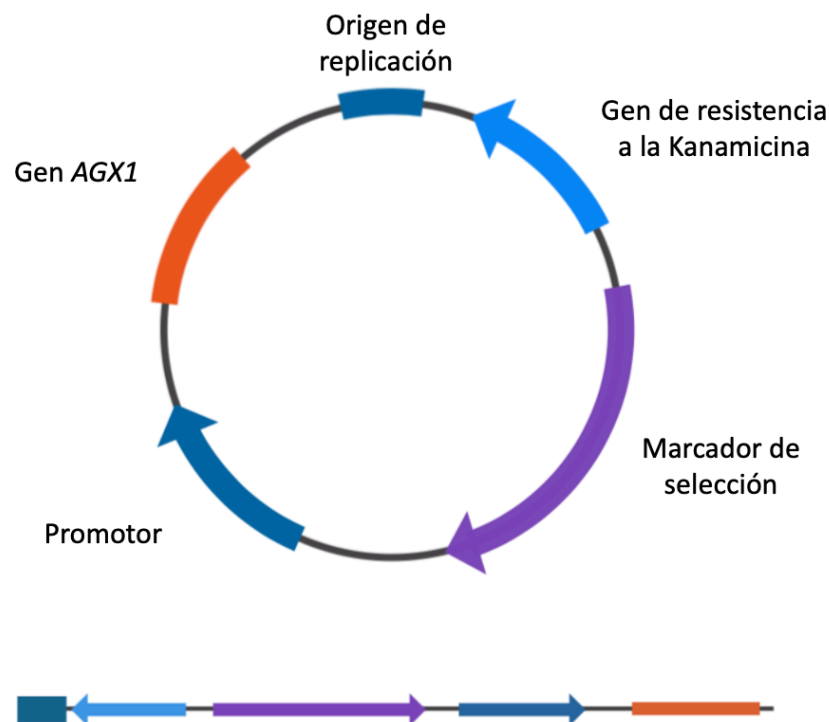 Origen de
replicación
Gen de resistencia
a la Kanamicina
Gen AGX1
Marcador de
selección
Promotor